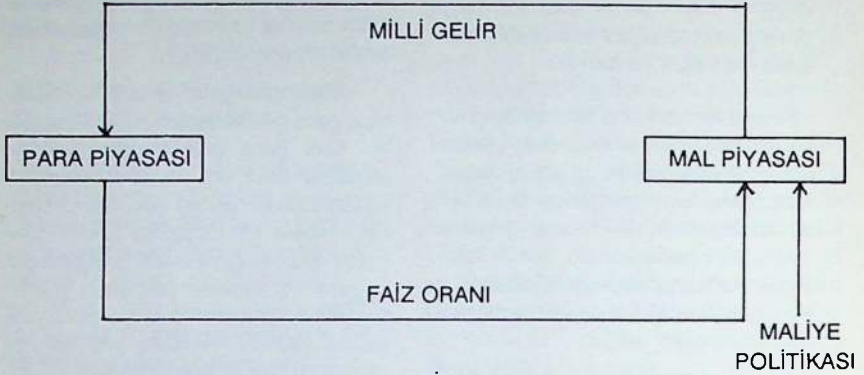 MİLLİ GELİR
PARA PİYASASI
MAL PİYASASI
FAİZ ORANI
MALİYE
POLİTİKASI